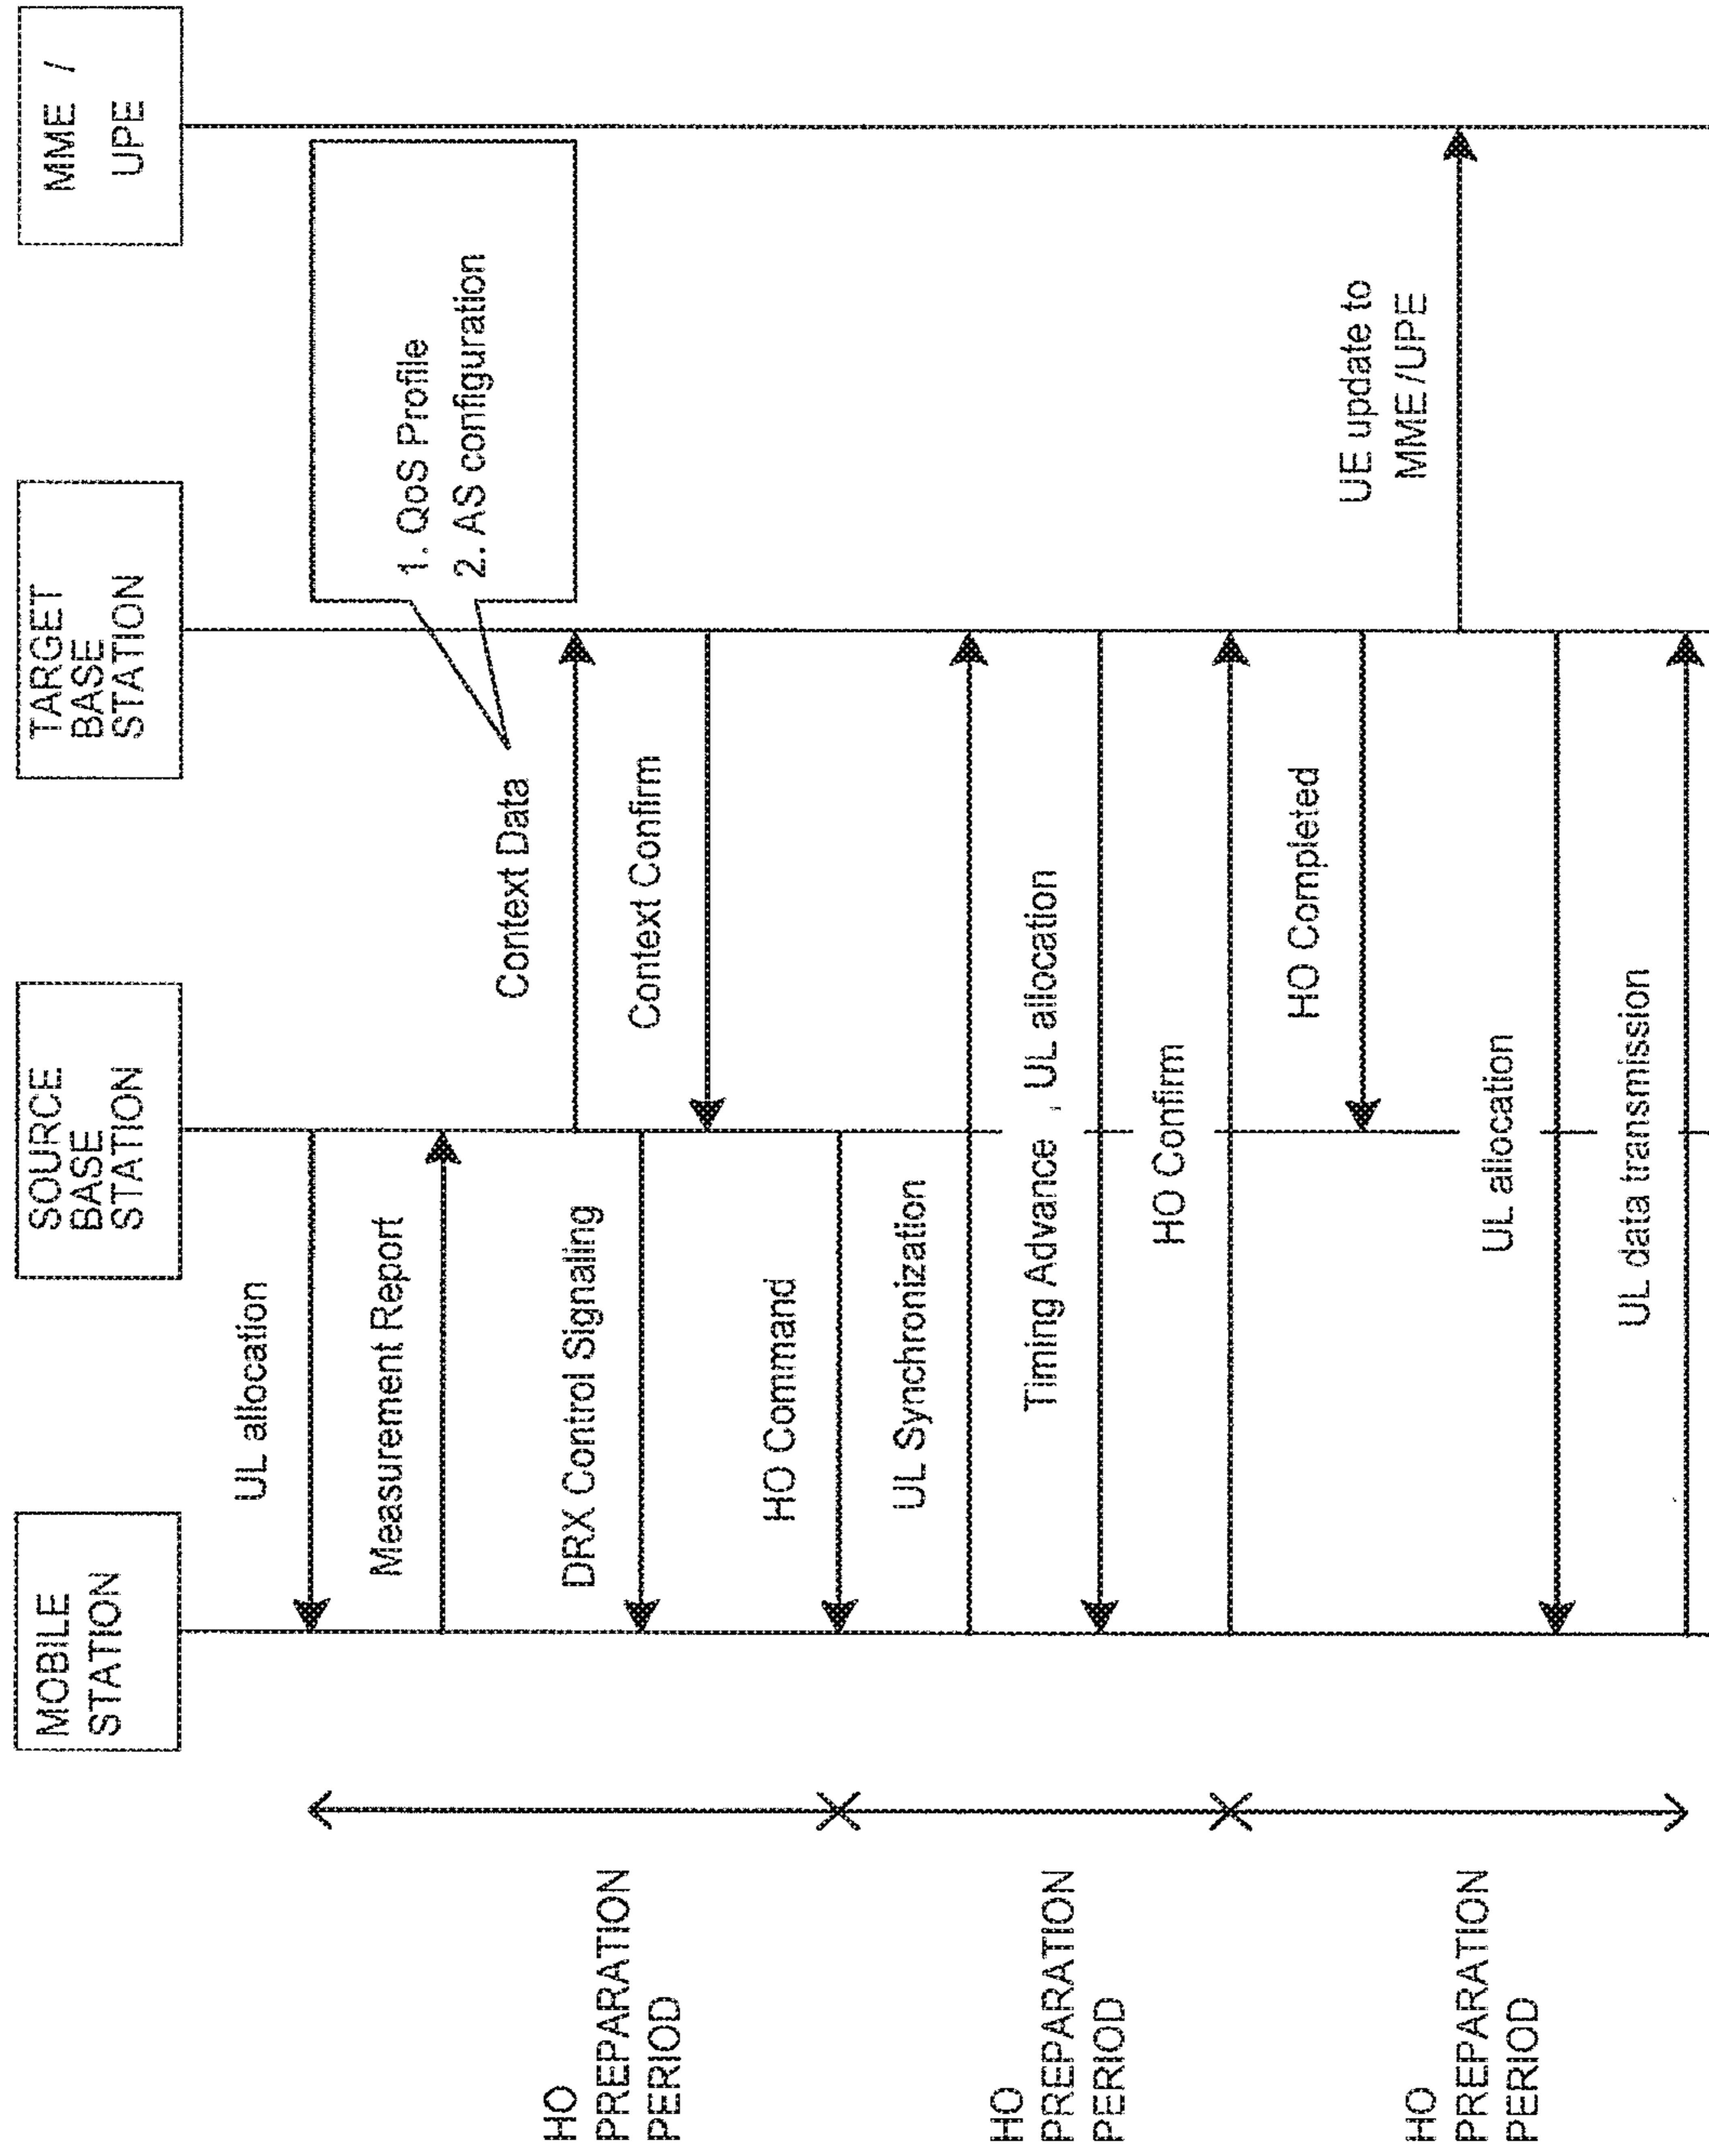 MOBILE
STATION
SOURCE
BASE
STATION
TARGET
BASE
STATION
MME /
UPE
UL allocation
Measurement Report
1. QoS Profile
2. AS configuration
Context Data
DRX Control Signaling
Context Confirm
HO Command
UL Synchronization
Timing Advance , UL allocation
HO Confirm
HO Completed
UE update to
MME/UPE
UL allocation
UL data transmission
HO
PREPARATION
PERIOD
HO
PREPARATION
PERIOD
HO
PREPARATION
PERIOD